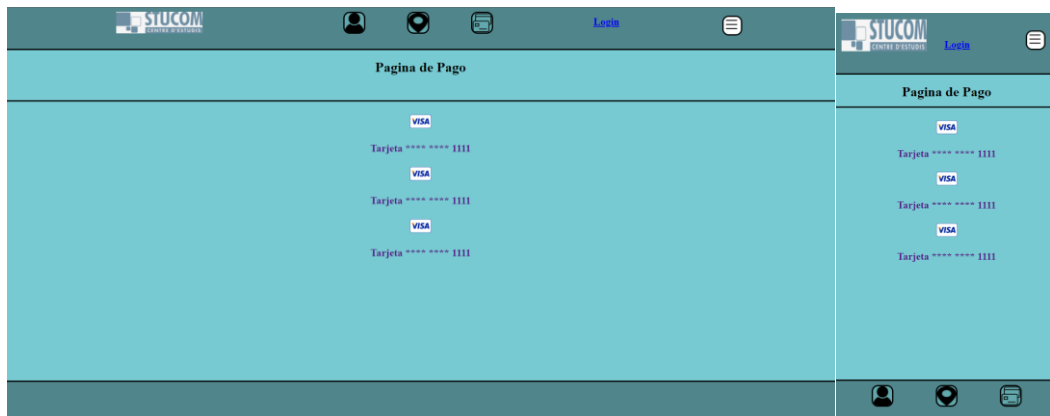 STUCOM
CENTRE D'ESTUDIS
Login
Pagina de Pago
VISA
Tarjeta **** **** 1111
VISA
Tarjeta **** **** 1111
VISA
Tarjeta **** **** 1111
STUCOM
CENTRE D'ESTUDIS
Login
Pagina de Pago
VISA
Tarjeta **** **** 1111
VISA
Tarjeta **** **** 1111
VISA
Tarjeta **** **** 1111